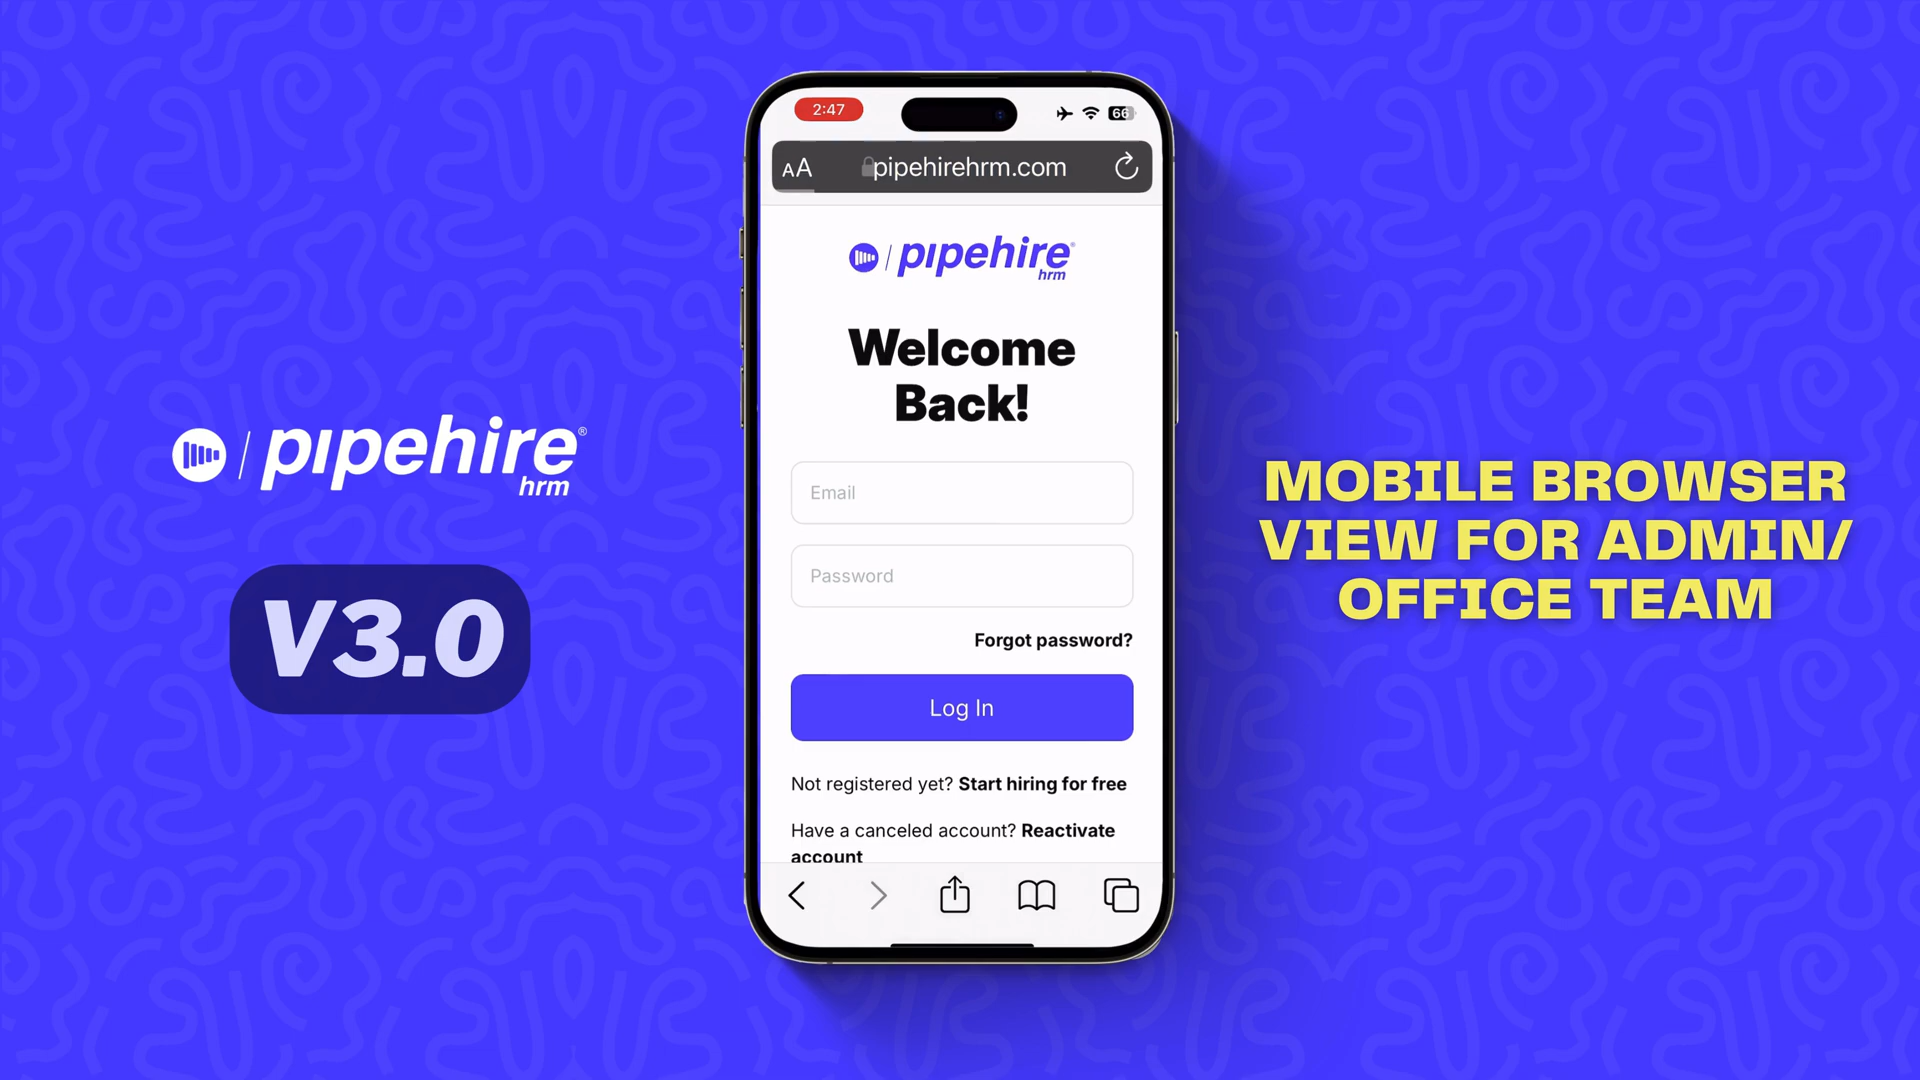 pipehire®
hrm
V3.0
2:47
66
AA
pipehirehrm.com
pipehire®
hrm
Welcome
Back!
Email
Password
Forgot password?
Log In
Not registered yet? Start hiring for free
Have a canceled account? Reactivate
account
MOBILE BROWSER
VIEW FOR ADMIN/
OFFICE TEAM